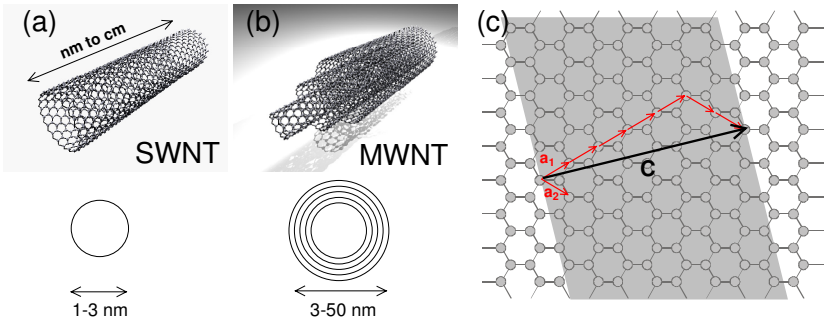 (a)
nm to cm
SWNT
1-3 nm
(b)
MWNT
3-50 nm
(c)
a1
a2
C